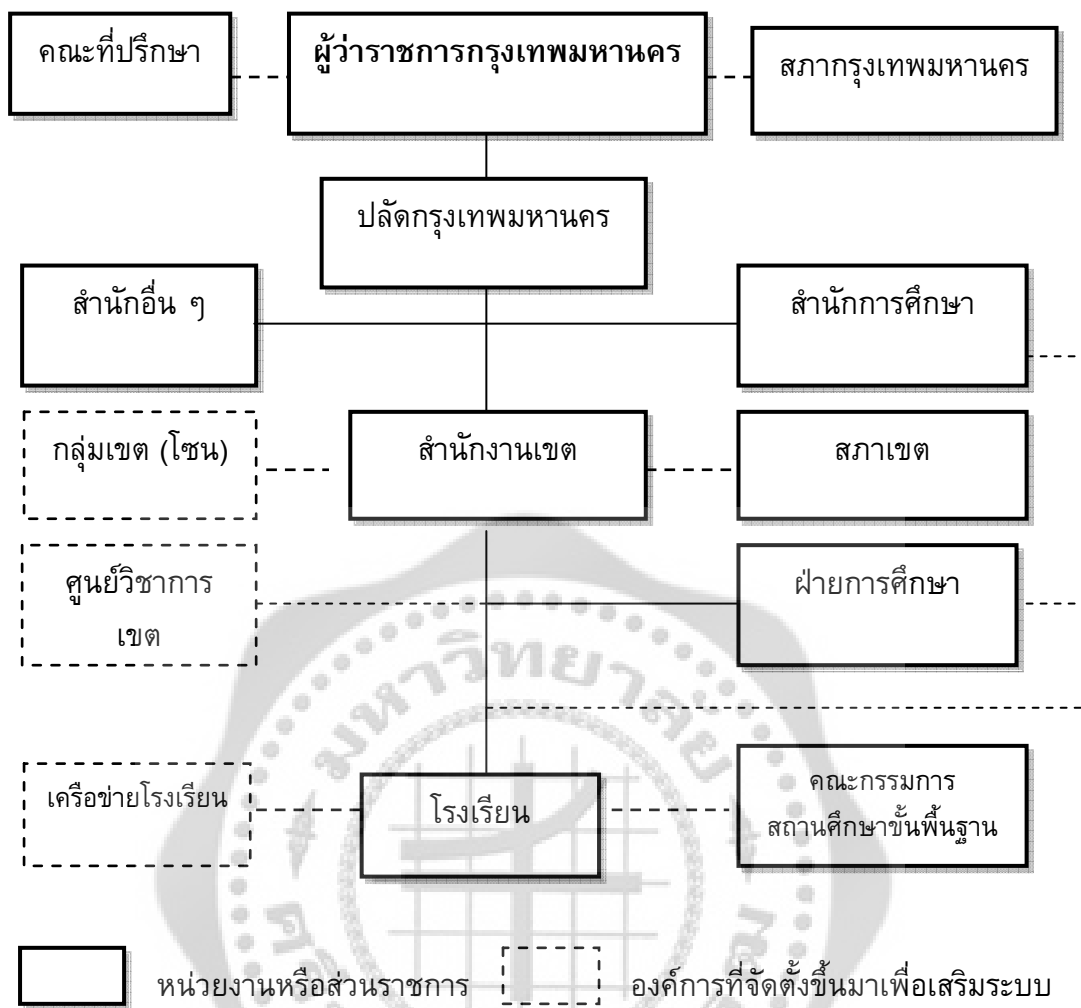 คณะที่ปรึกษา
ผู้ว่าราชการกรุงเทพมหานคร
สภากรุงเทพมหานคร
ปลัดกรุงเทพมหานคร
สำนักอื่น ๆ
สำนักการศึกษา
กลุ่มเขต (โซน)
สำนักงานเขต
สภาเขต
ศูนย์วิชาการ
เขต
ฝ่ายการศึกษา
มหาวิทยาลัย
เครือข่ายโรงเรียน
โรงเรียน
คณะกรรมการ
สถานศึกษาขั้นพื้นฐาน
หน่วยงานหรือส่วนราชการ
องค์การที่จัดตั้งขึ้นมาเพื่อเสริมระบบ